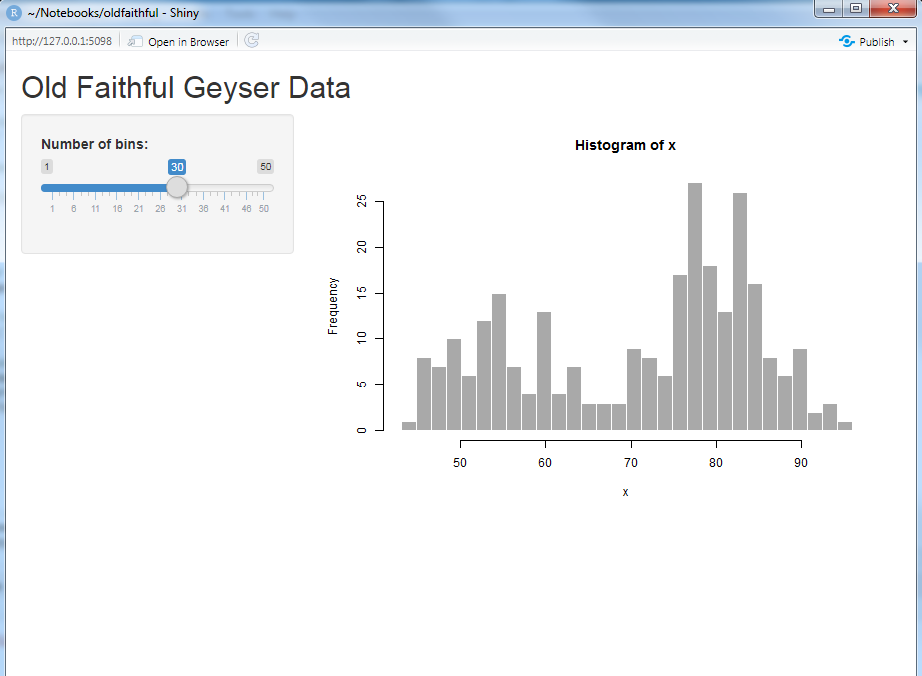 R ~/Notebooks/oldfaithful - Shiny
http://127.0.0.1:5098 Open in Browser Publish
Old Faithful Geyser Data
Number of bins:
1 30 50
1 6 11 16 21 26 31 36 41 46 50
Histogram of x
Frequency
25
20
15
10
5
0
50 60 70 80 90
x